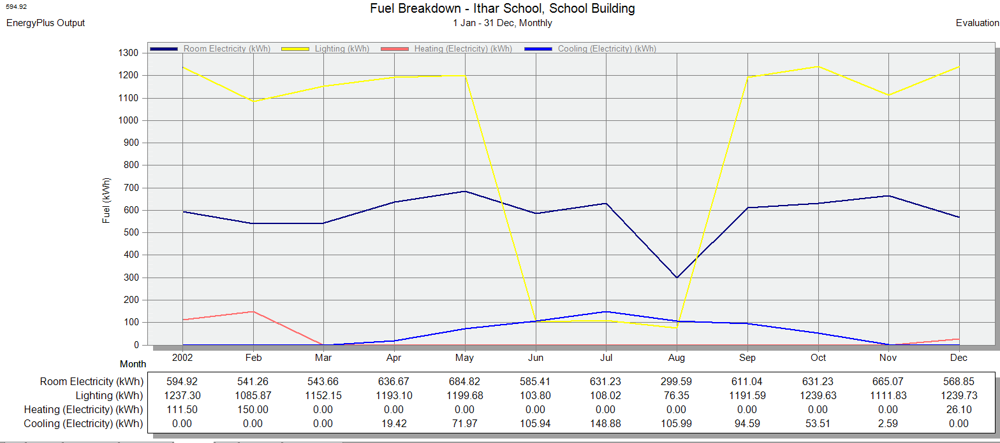 594.92
Fuel Breakdown - Ithar School, School Building
EnergyPlus Output
1 Jan - 31 Dec, Monthly
Evaluation
Room Electricity (kWh) Lighting (kWh) Heating (Electricity) (kWh) Cooling (Electricity) (kWh)
1300
1200
1100
1000
900
800
700
600
500
400
300
200
100
0
Fuel (kWh)
2002 Feb Mar Apr May Jun Jul Aug Sep Oct Nov Dec
Month
Room Electricity (kWh) 594.92 541.26 543.66 636.67 684.82 585.41 631.23 299.59 611.04 631.23 665.07 568.85
Lighting (kWh) 1237.30 1085.87 1152.15 1193.10 1199.68 103.80 108.02 76.35 1191.59 1239.63 1111.83 1239.73
Heating (Electricity) (kWh) 111.50 150.00 0.00 0.00 0.00 0.00 0.00 0.00 0.00 0.00 0.00 26.10
Cooling (Electricity) (kWh) 0.00 0.00 0.00 19.42 71.97 105.94 148.88 105.99 94.59 53.51 2.59 0.00